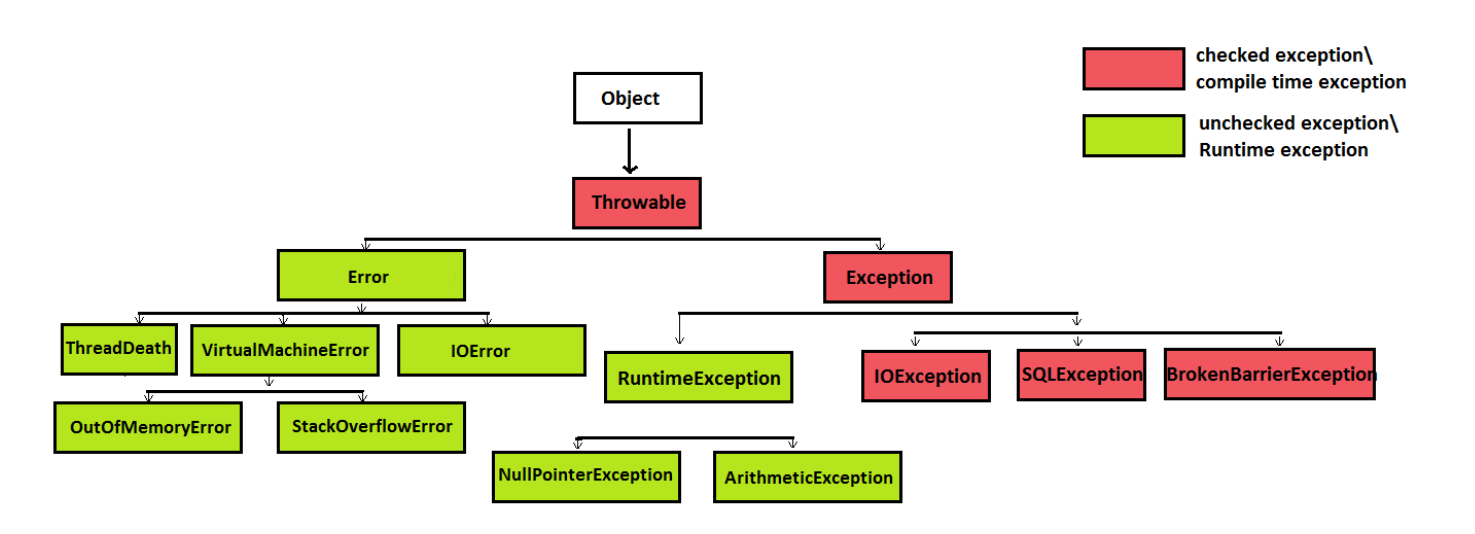 checked exception\
compile time exception
Object
unchecked exception\
Runtime exception
Throwable
Error
Exception
ThreadDeath
VirtualMachineError
IOError
RuntimeException
IOException
SQLException
BrokenBarrierException
OutOfMemoryError
StackOverflowError
NullPointerException
ArithmeticException